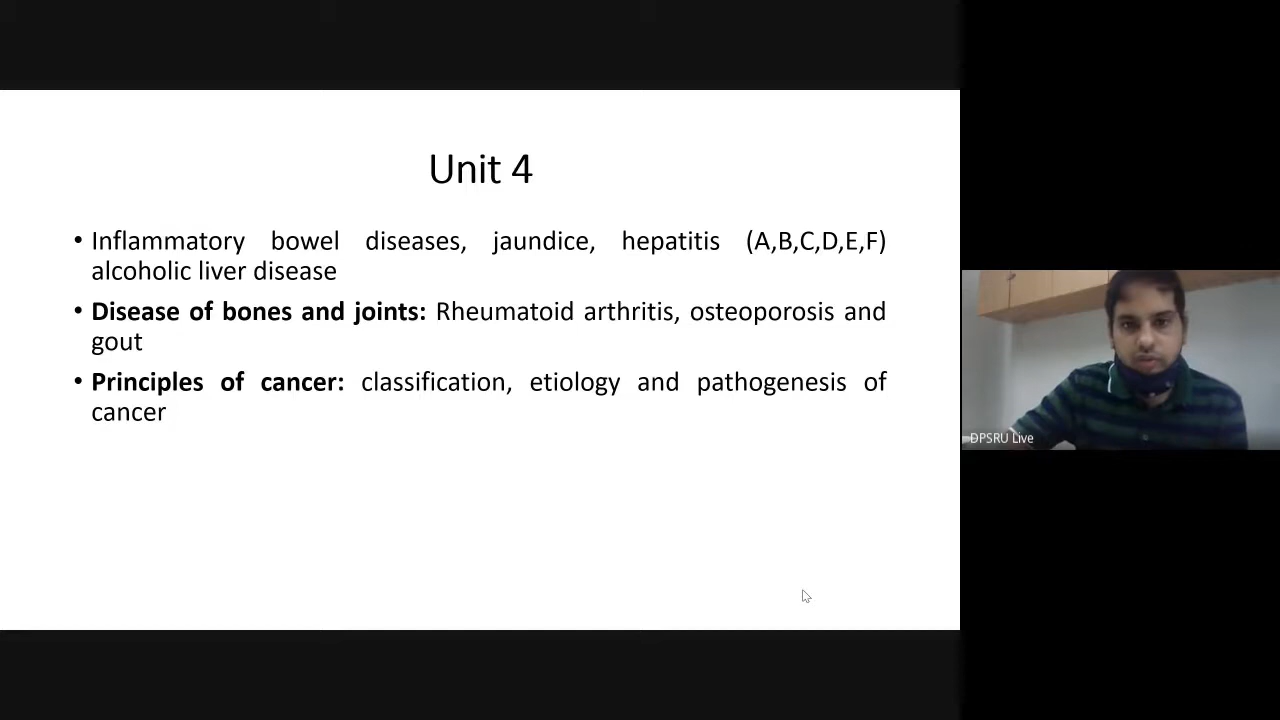 Unit 4
• Inflammatory bowel diseases, jaundice, hepatitis (A,B,C,D,E,F)
alcoholic liver disease
• Disease of bones and joints: Rheumatoid arthritis, osteoporosis and
gout
• Principles of cancer: classification, etiology and pathogenesis of
cancer
DPSRU Live